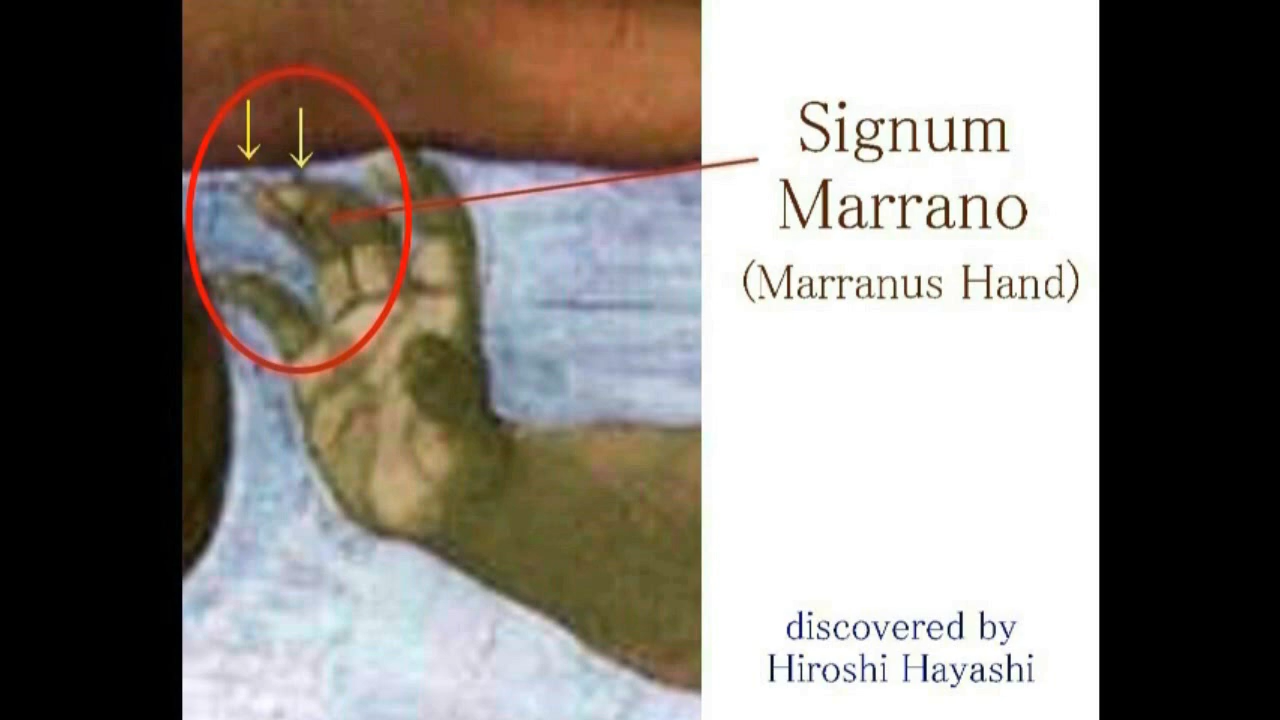 Signum
Marrano
(Marranus Hand)
discovered by
Hiroshi Hayashi